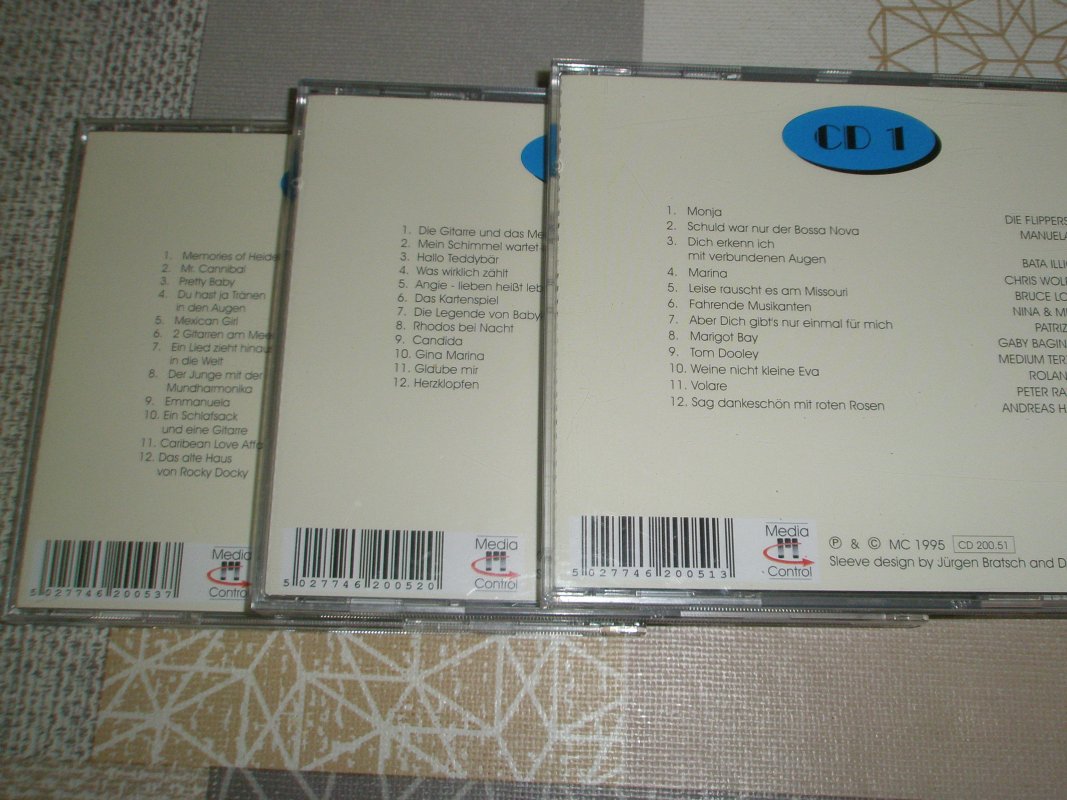 1. Memories of Heide
2. Mr. Cannibal
3. Pretty Baby
4. Du hast ja Tränen
in den Augen
5. Mexican Girl
6. 2 Gitarren am Mee
7. Ein Lied zieht hinau
in die Welt
8. Der Junge mit der
Mundharmonika
9. Emmanuela
10. Ein Schlafsack
und eine Gitarre
11. Caribean Love Affa
12. Das alte Haus
von Rocky Docky
5 027746 200537
Media
Control
1. Die Gitarre und das Me
2. Mein Schimmel wartet
3. Hallo Teddybär
4. Was wirklich zählt
5. Angie - lieben heißt leb
6. Das Kartenspiel
7. Die Legende von Baby
8. Rhodos bei Nacht
9. Candida
10. Gina Marina
11. Glaube mir
12. Herzklopfen
5 027746 200520
Media
Control
CD 1
1. Monja DIE FLIPPERS
2. Schuld war nur der Bossa Nova MANUELA
3. Dich erkenn ich
mit verbundenen Augen BATA ILLIC
4. Marina CHRIS WOLF
5. Leise rauscht es am Missouri BRUCE LO
6. Fahrende Musikanten NINA & M
7. Aber Dich gibt's nur einmal für mich PATRIZ
8. Marigot Bay GABY BAGIN
9. Tom Dooley MEDIUM TER
10. Weine nicht kleine Eva ROLAN
11. Volare PETER RA
12. Sag dankeschön mit roten Rosen ANDREAS H
5 027746 200513
Media
Control
℗ & © MC 1995 CD 200.51
Sleeve design by Jürgen Bratsch and D